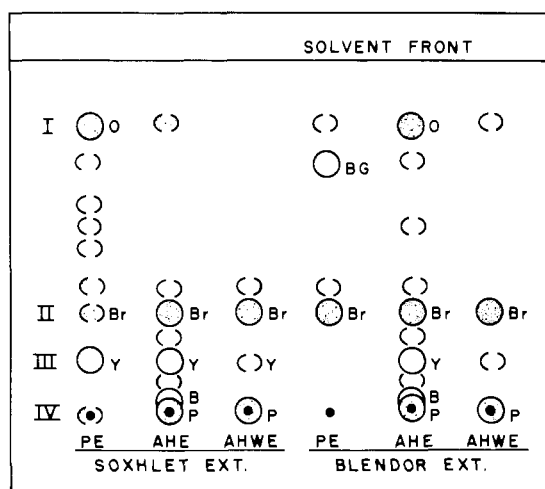 SOLVENT FRONT
I O O
BG
II Br Br Br Br Br Br
III Y Y Y Y
B B
IV P P P P
PE AHE AHWE PE AHE AHWE
SOXHLET EXT. BLENDOR EXT.